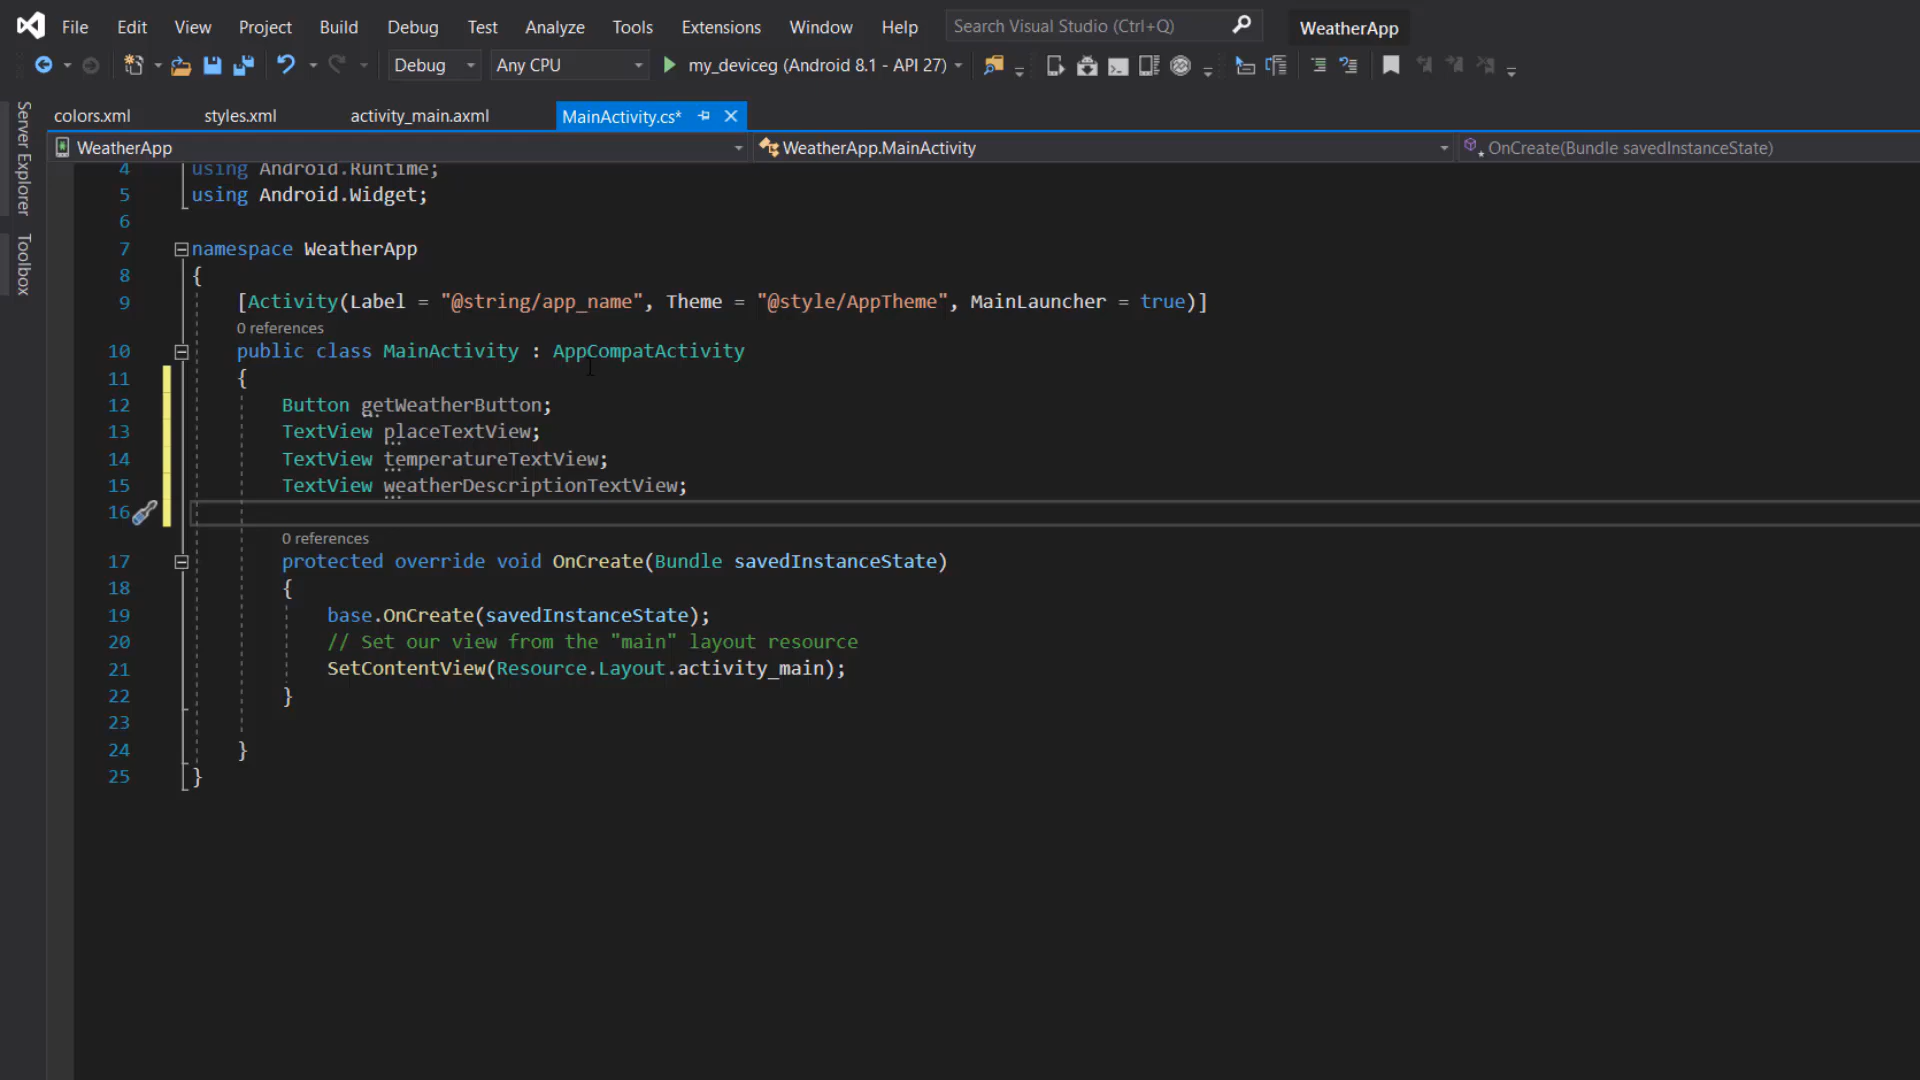 File Edit View Project Build Debug Test Analyze Tools Extensions Window Help Search Visual Studio (Ctrl+Q) WeatherApp
Debug Any CPU my_deviceg (Android 8.1 - API 27)
colors.xml styles.xml activity_main.axml MainActivity.cs*
WeatherApp WeatherApp.MainActivity OnCreate(Bundle savedInstanceState)
Server Explorer
Toolbox
4 using Android.Runtime;
5 using Android.Widget;
6
7 namespace WeatherApp
8 {
9 [Activity(Label = "@string/app_name", Theme = "@style/AppTheme", MainLauncher = true)]
0 references
10 public class MainActivity : AppCompatActivity
11 {
12 Button getWeatherButton;
13 TextView placeTextView;
14 TextView temperatureTextView;
15 TextView weatherDescriptionTextView;
16
0 references
17 protected override void OnCreate(Bundle savedInstanceState)
18 {
19 base.OnCreate(savedInstanceState);
20 // Set our view from the "main" layout resource
21 SetContentView(Resource.Layout.activity_main);
22 }
23
24 }
25 }